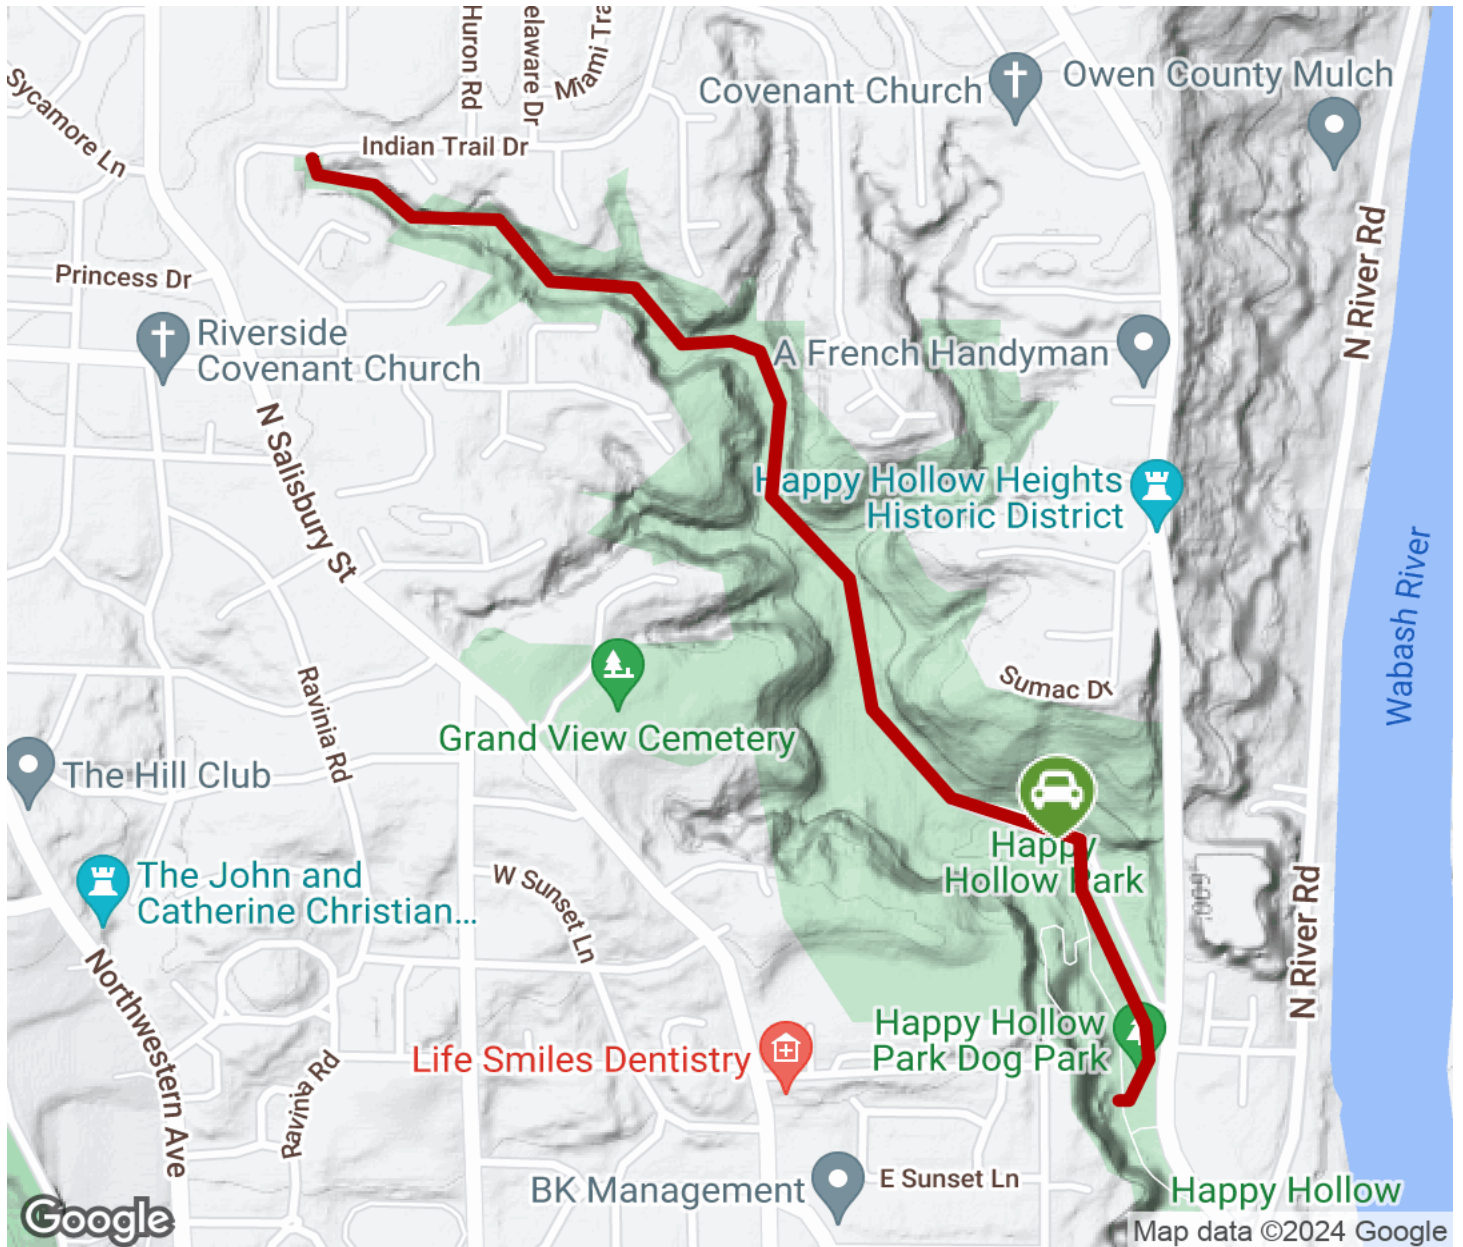 Huron Rd
elaware Dr
Miami Tra
Covenant Church
Owen County Mulch
Sycamore Ln
Indian Trail Dr
N River Rd
Princess Dr
Riverside
Covenant Church
A French Handyman
N Salisbury St
Happy Hollow Heights
Historic District
Wabash River
Ravinia Rd
Grand View Cemetery
Sumac Dr
The Hill Club
Happy
Hollow Park
The John and
Catherine Christian...
W Sunset Ln
600
N River Rd
Northwestern Ave
Happy Hollow
Park Dog Park
Life Smiles Dentistry
Ravinia Rd
BK Management
E Sunset Ln
Happy Hollow
Google
Map data ©2024 Google